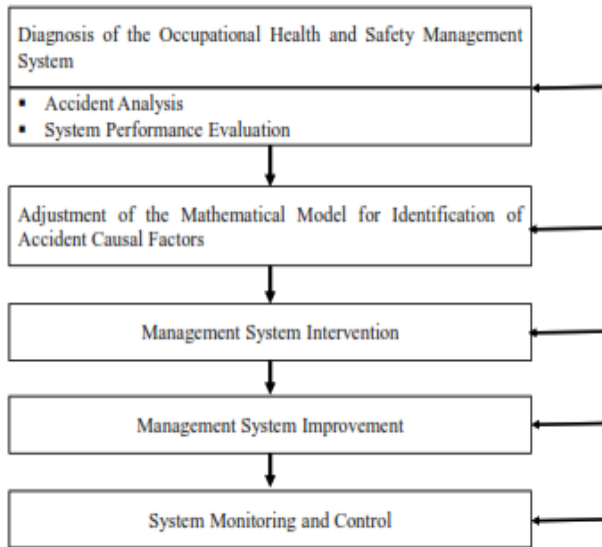 Diagnosis of the Occupational Health and Safety Management
System
▪ Accident Analysis
▪ System Performance Evaluation
Adjustment of the Mathematical Model for Identification of
Accident Causal Factors
Management System Intervention
Management System Improvement
System Monitoring and Control